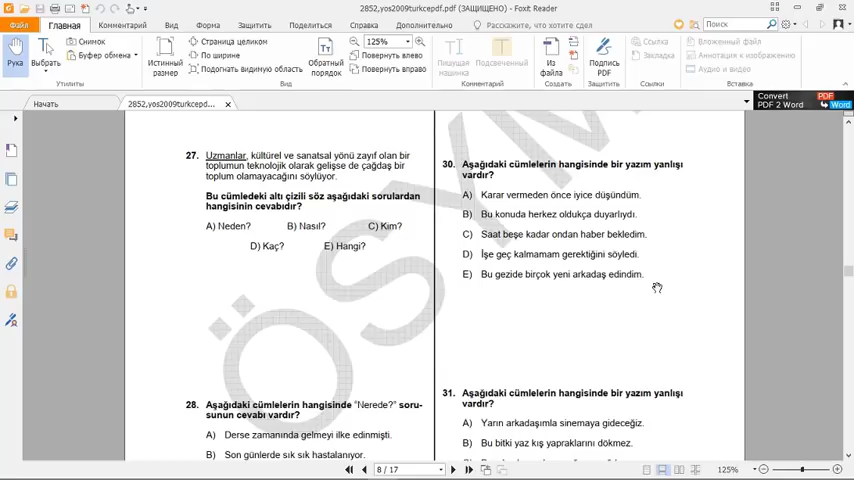 2852,yos2009turkcepdf.pdf (ЗАЩИЩЕНО) - Foxit Reader
Файл Главная Комментарий Вид Форма Защитить Поделиться Справка Дополнительно Расскажите, что хотите сдел Поиск
Рука
Выбрать
Снимок
Буфер обмена
Утилиты
Истинный размер
Страница целиком
По ширине
Подогнать видимую область
Обратный порядок
Вид
125%
Повернуть влево
Повернуть вправо
Пишущая машинка
Подсвеченный
Комментарий
Из файла
Создать
Подпись PDF
Защитить
Ссылка
Закладка
Ссылки
Вложенный файл
Аннотация к изображению
Аудио и видео
Вставить
Начать
2852,yos2009turkcepd...
Convert
PDF 2 Word
Word
ÖSYM
27. Uzmanlar, kültürel ve sanatsal yönü zayıf olan bir
toplumun teknolojik olarak gelişse de çağdaş bir
toplum olamayacağını söylüyor.
Bu cümledeki altı çizili söz aşağıdaki sorulardan
hangisinin cevabıdır?
A) Neden? B) Nasıl? C) Kim?
D) Kaç? E) Hangi?
28. Aşağıdaki cümlelerin hangisinde "Nerede?" soru-
sunun cevabı vardır?
A) Derse zamanında gelmeyi ilke edinmişti.
B) Son günlerde sık sık hastalanıyor.
30. Aşağıdaki cümlelerin hangisinde bir yazım yanlışı
vardır?
A) Karar vermeden önce iyice düşündüm.
B) Bu konuda herkez oldukça duyarlıydı.
C) Saat beşe kadar ondan haber bekledim.
D) İşe geç kalmamam gerektiğini söyledi.
E) Bu gezide birçok yeni arkadaş edindim.
31. Aşağıdaki cümlelerin hangisinde bir yazım yanlışı
vardır?
A) Yarın arkadaşımla sinemaya gideceğiz.
B) Bu bitki yaz kış yapraklarını dökmez.
8 / 17
125%